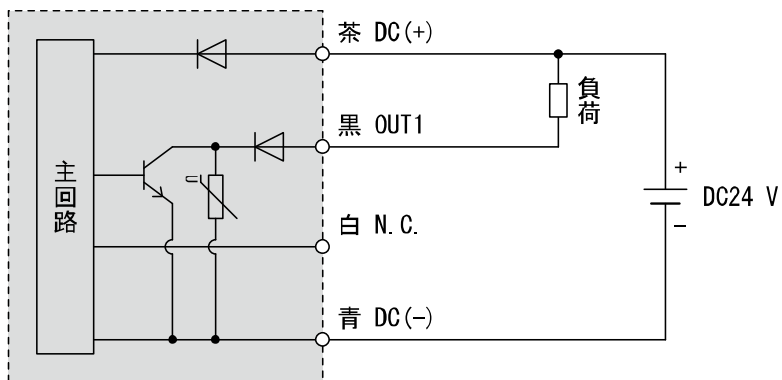 茶 DC(+)
負荷
黒 OUT1
主回路
+
DC24 V
-
白 N.C.
青 DC(-)
U